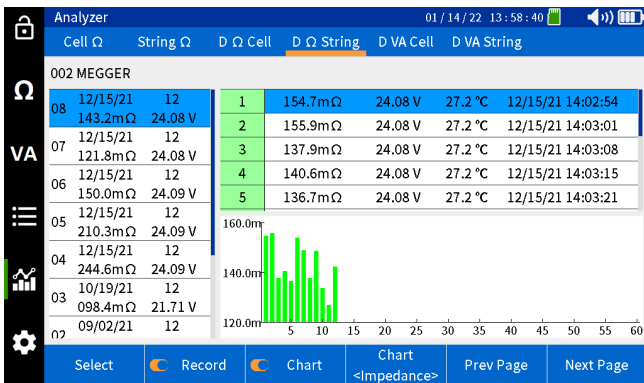 Analyzer 01/14/22 13:58:40
Cell Ω String Ω D Ω Cell D Ω String D VA Cell D VA String
002 MEGGER
Ω
VA
08 12/15/21 12
143.2mΩ 24.08 V
07 12/15/21 12
121.8mΩ 24.08 V
06 12/15/21 12
150.0mΩ 24.09 V
05 12/15/21 12
210.3mΩ 24.09 V
04 12/15/21 12
244.6mΩ 24.09 V
03 10/19/21 12
098.4mΩ 21.71 V
02 09/02/21 12
1 154.7mΩ 24.08 V 27.2 °C 12/15/21 14:02:54
2 155.9mΩ 24.08 V 27.2 °C 12/15/21 14:03:01
3 137.9mΩ 24.08 V 27.2 °C 12/15/21 14:03:08
4 140.6mΩ 24.08 V 27.2 °C 12/15/21 14:03:15
5 136.7mΩ 24.08 V 27.2 °C 12/15/21 14:03:21
160.0m
140.0m
120.0m
5 10 15 20 25 30 35 40 45 50 55 60
Select Record Chart Chart <Impedance> Prev Page Next Page